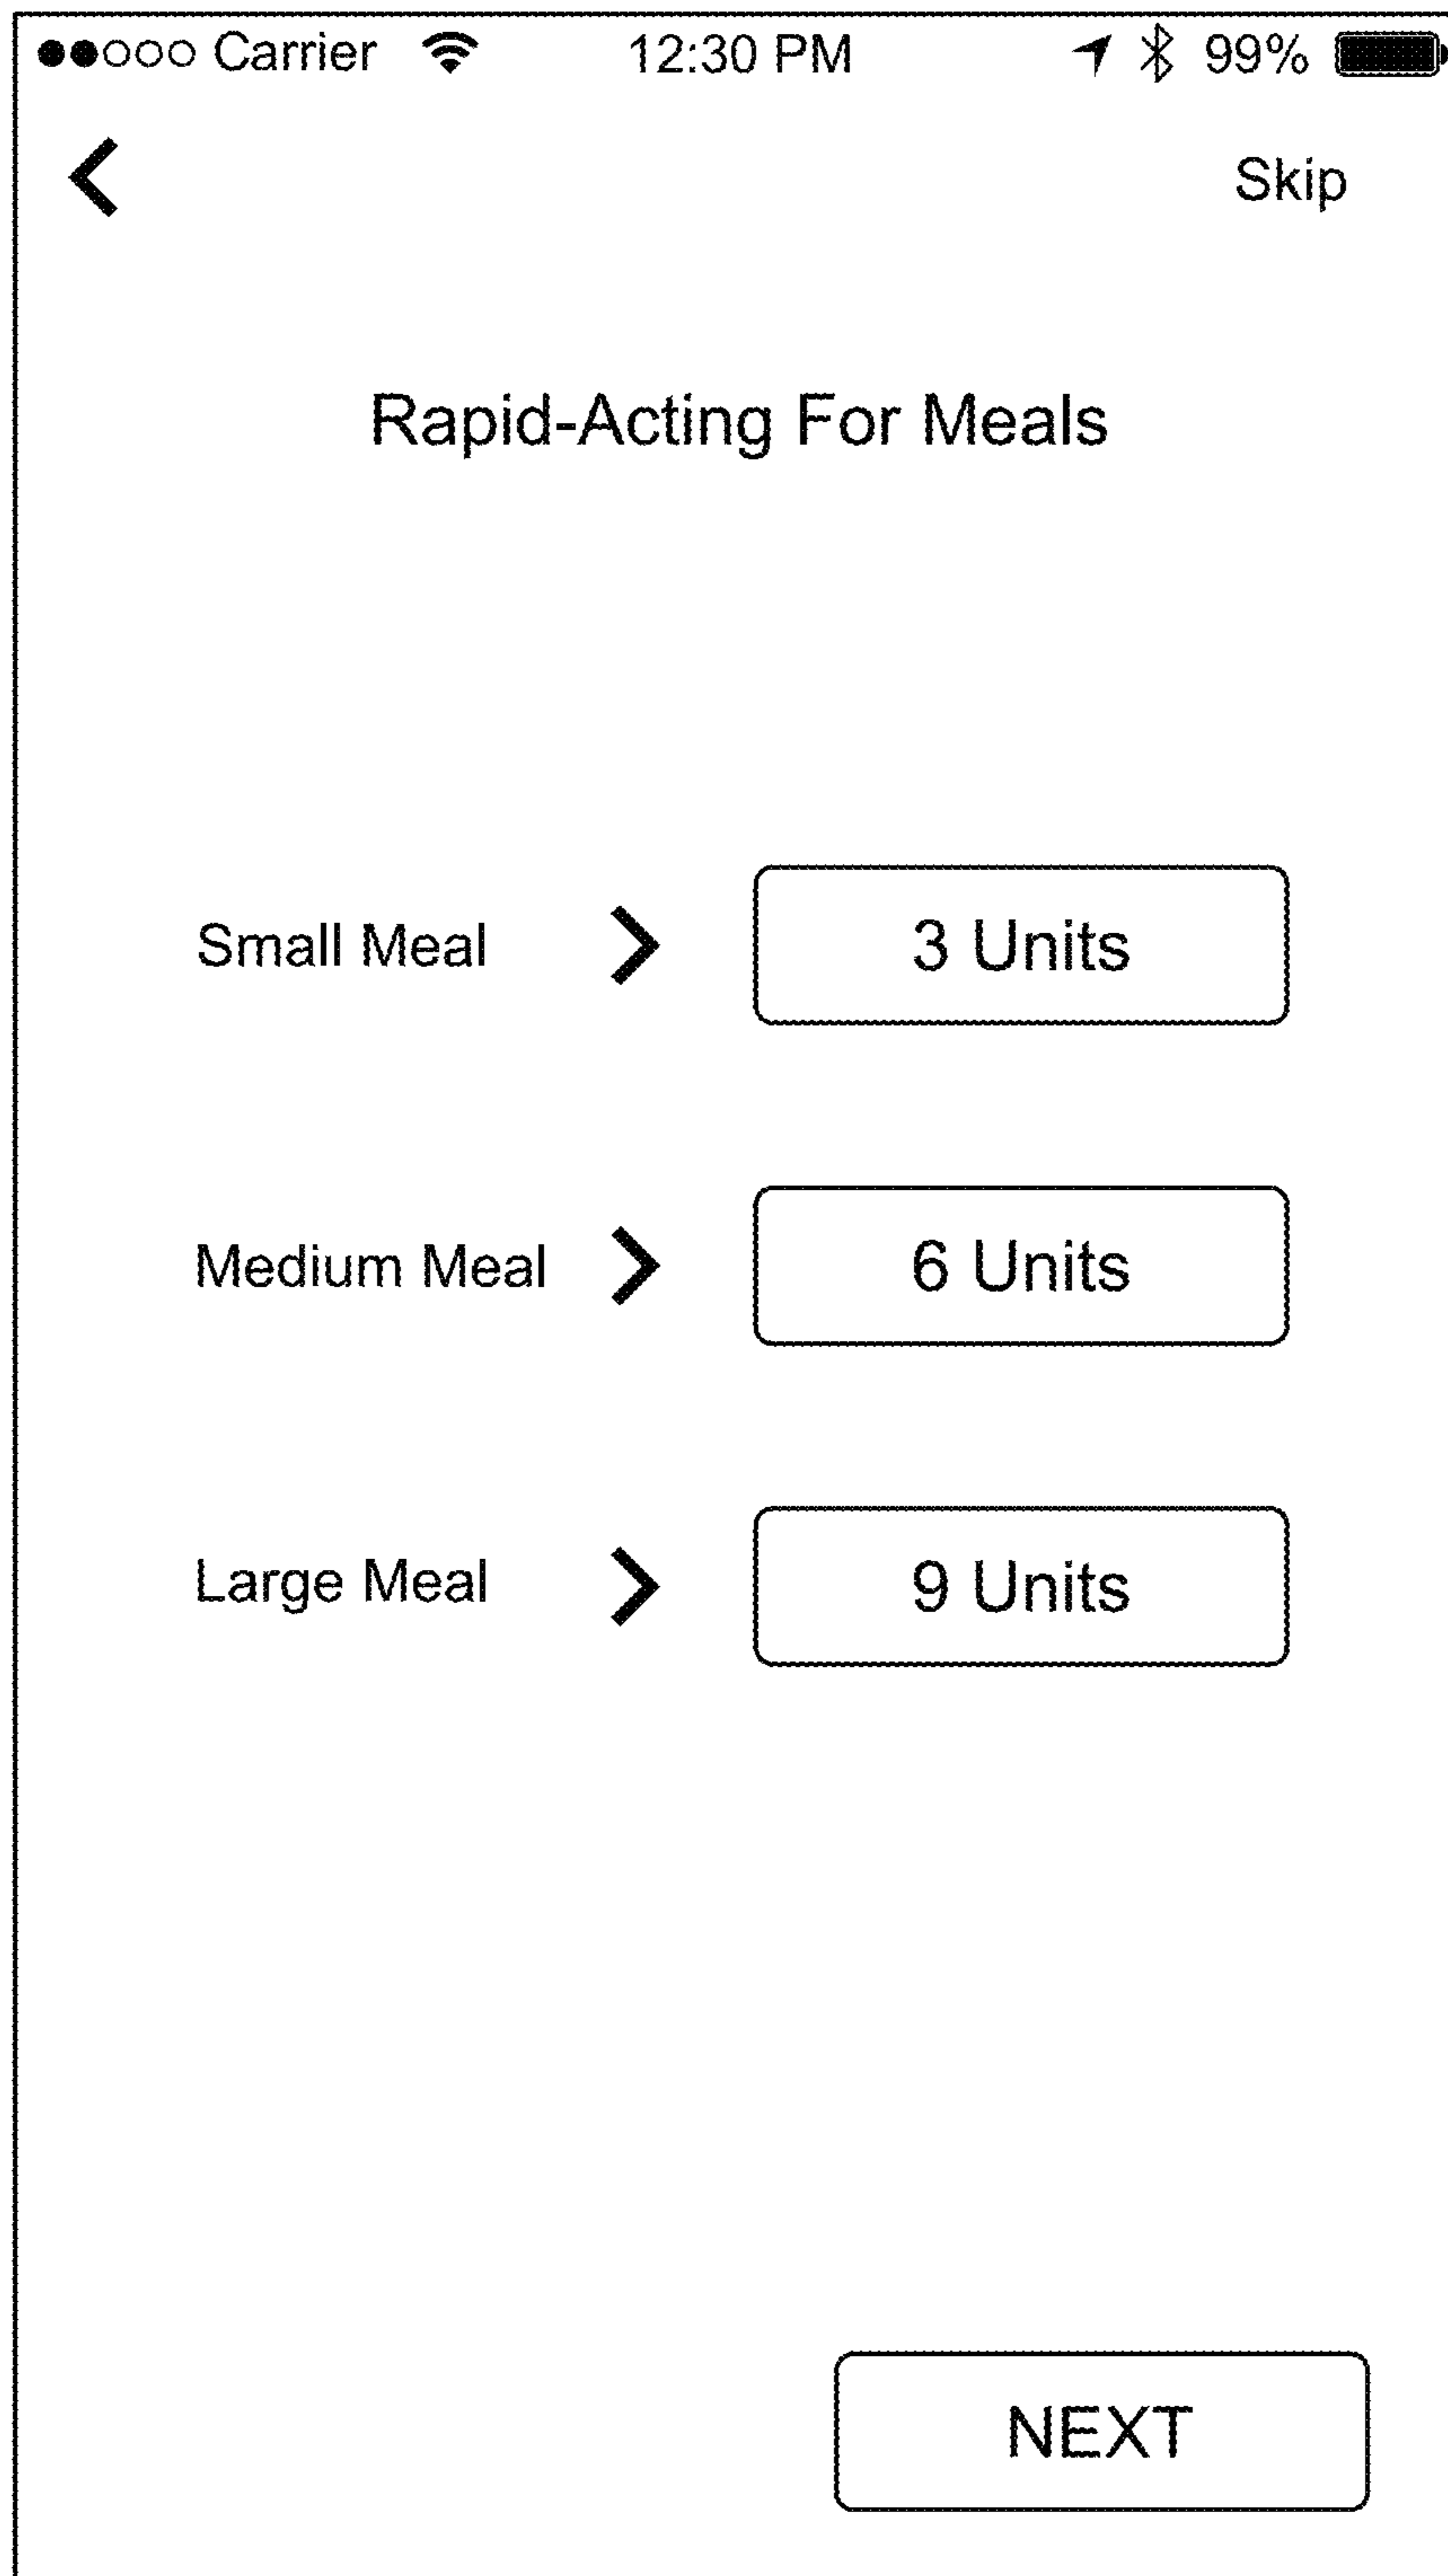 Carrier 12:30 PM 99%
Skip
Rapid-Acting For Meals
Small Meal 3 Units
Medium Meal 6 Units
Large Meal 9 Units
NEXT